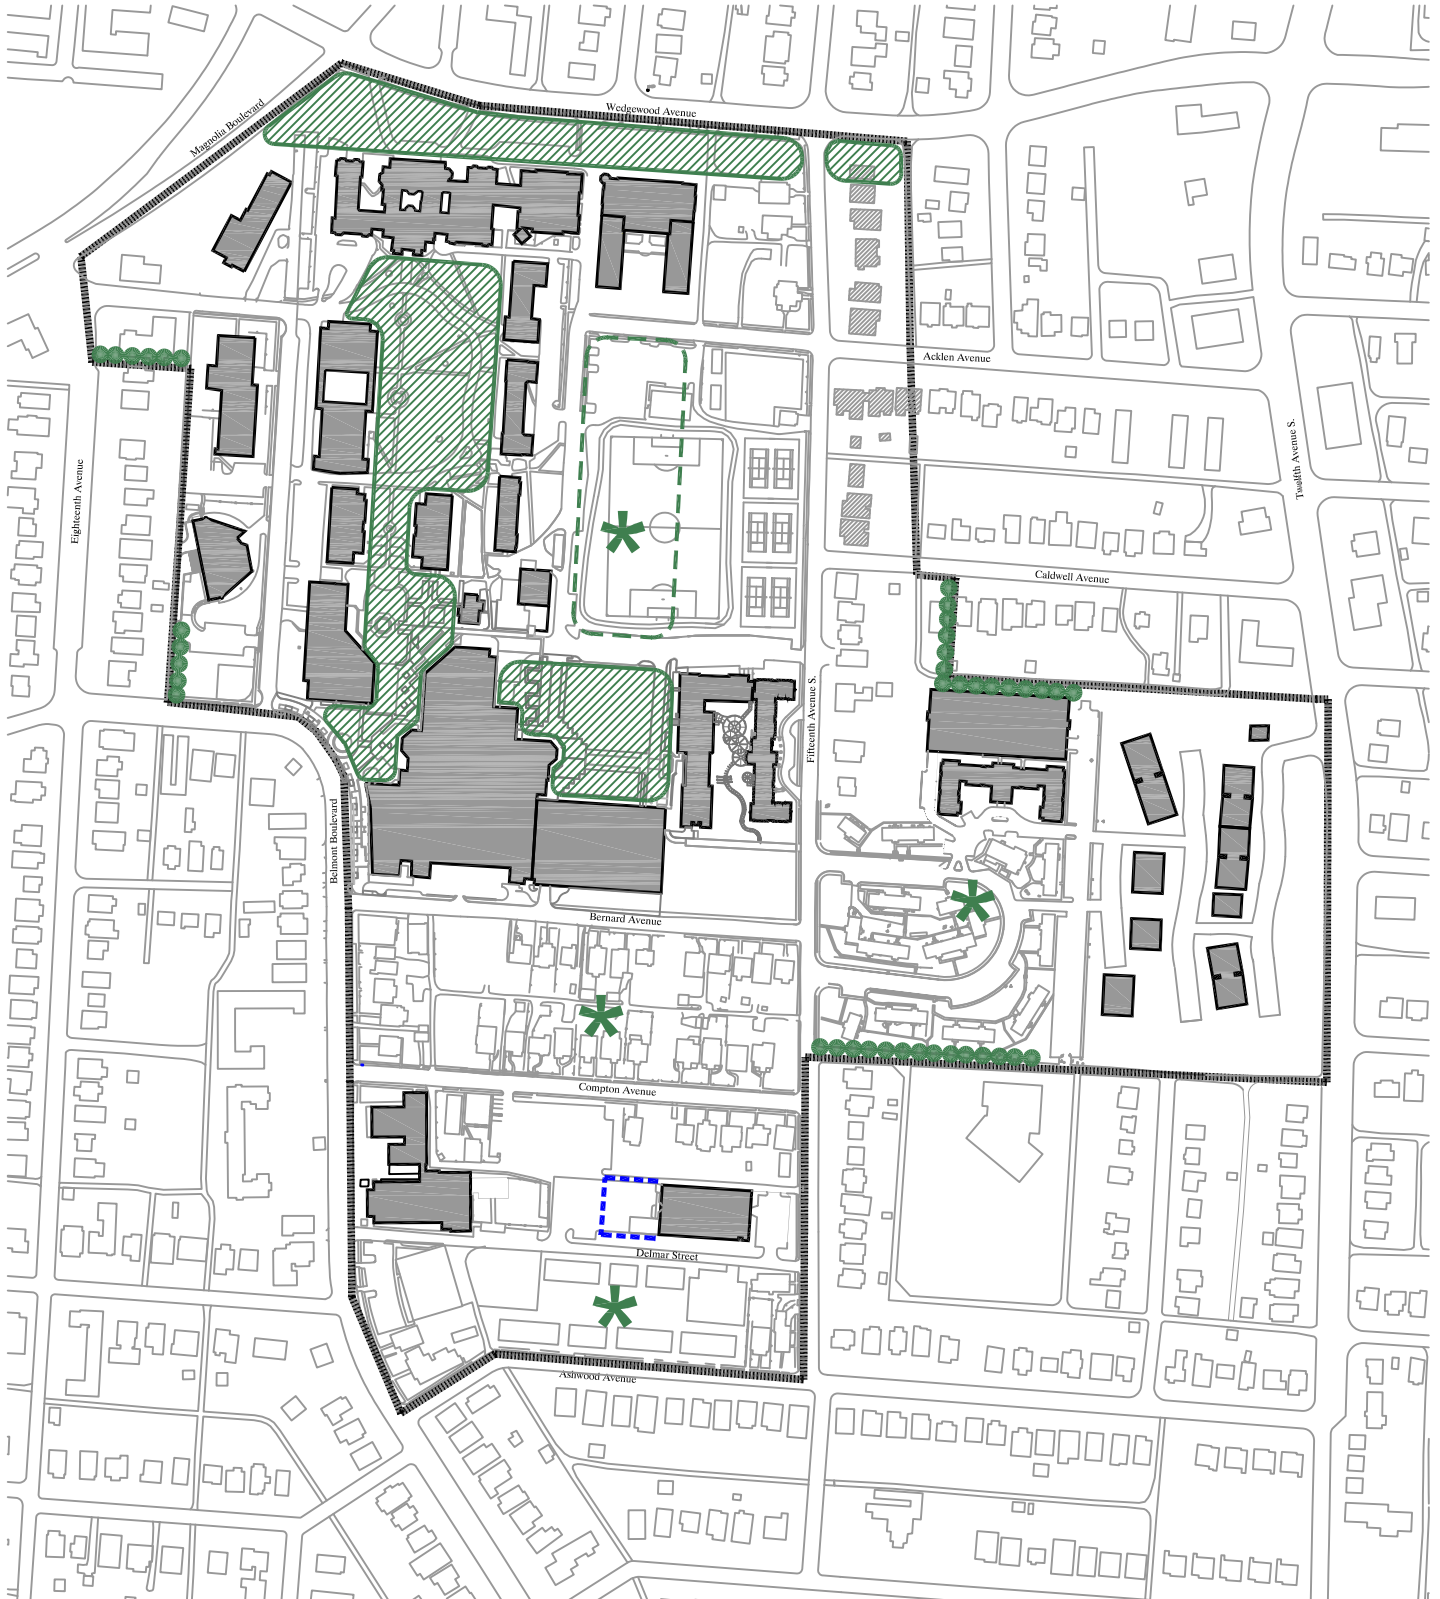 Wedgewood Avenue
Magnolia Boulevard
Acklen Avenue
Twelfth Avenue S.
Eighteenth Avenue
Caldwell Avenue
Fifteenth Avenue S.
Belmont Boulevard
Bernard Avenue
Compton Avenue
Delmar Street
Ashwood Avenue